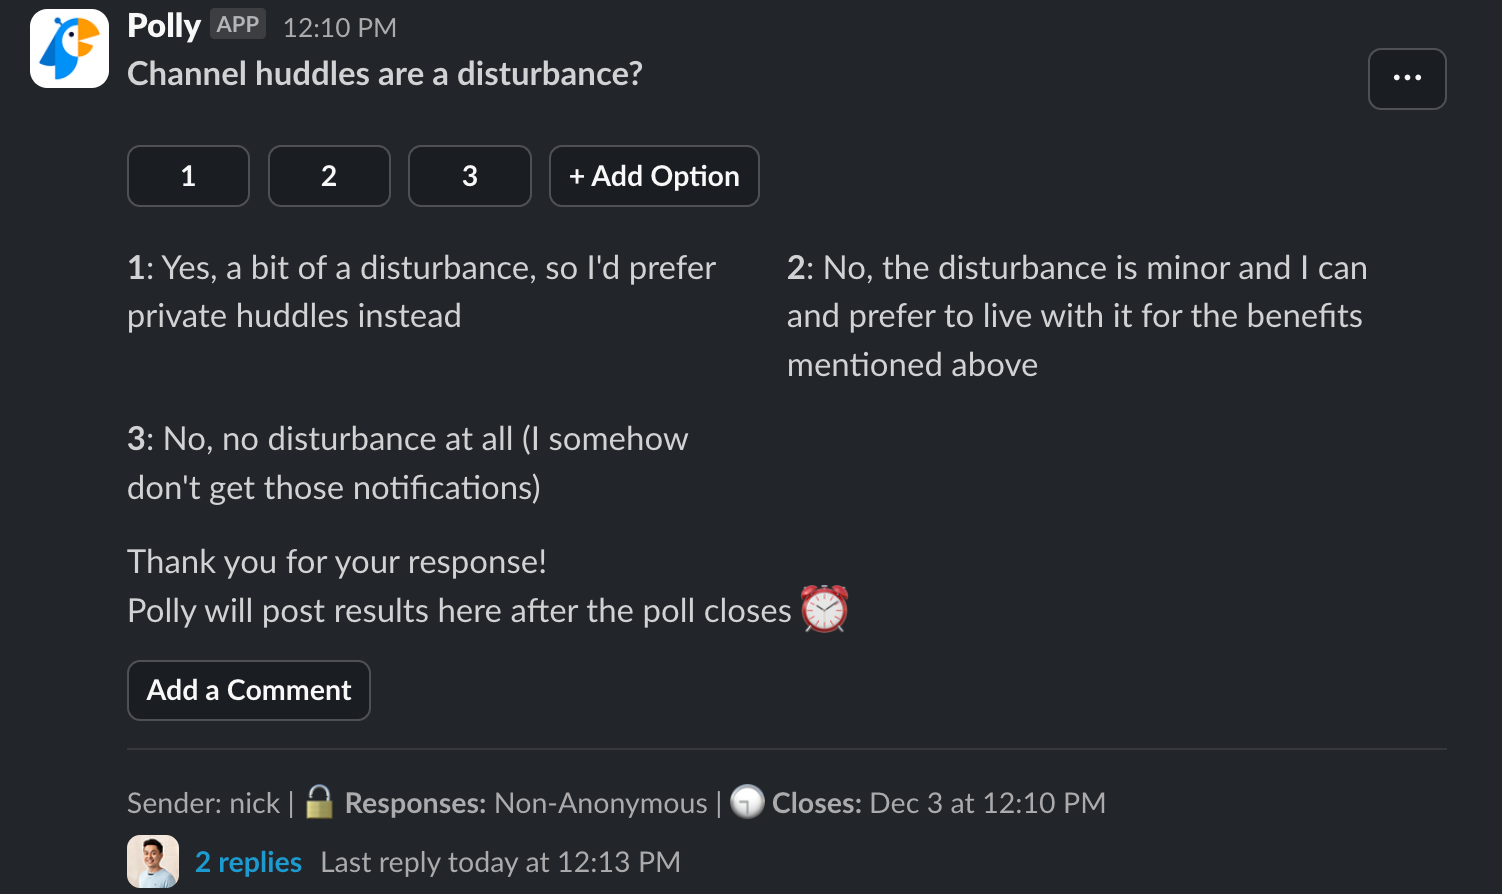 Polly APP 12:10 PM
Channel huddles are a disturbance?
...
1 2 3 + Add Option
1: Yes, a bit of a disturbance, so I'd prefer
private huddles instead
2: No, the disturbance is minor and I can
and prefer to live with it for the benefits
mentioned above
3: No, no disturbance at all (I somehow
don't get those notifications)
Thank you for your response!
Polly will post results here after the poll closes ⏰
Add a Comment
Sender: nick | 🔒 Responses: Non-Anonymous | 🕘 Closes: Dec 3 at 12:10 PM
2 replies Last reply today at 12:13 PM